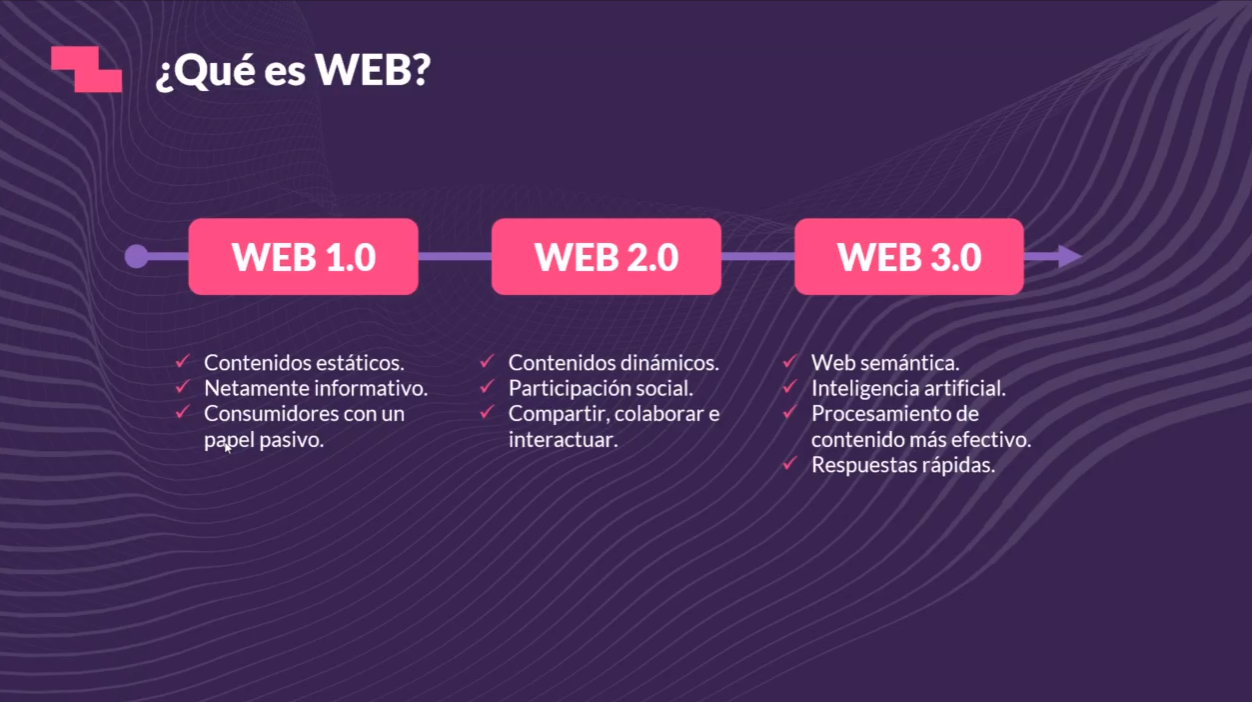 ¿Qué es WEB?
WEB 1.0
WEB 2.0
WEB 3.0
Contenidos estáticos.
Netamente informativo.
Consumidores con un
papel pasivo.
Contenidos dinámicos.
Participación social.
Compartir, colaborar e
interactuar.
Web semántica.
Inteligencia artificial.
Procesamiento de
contenido más efectivo.
Respuestas rápidas.